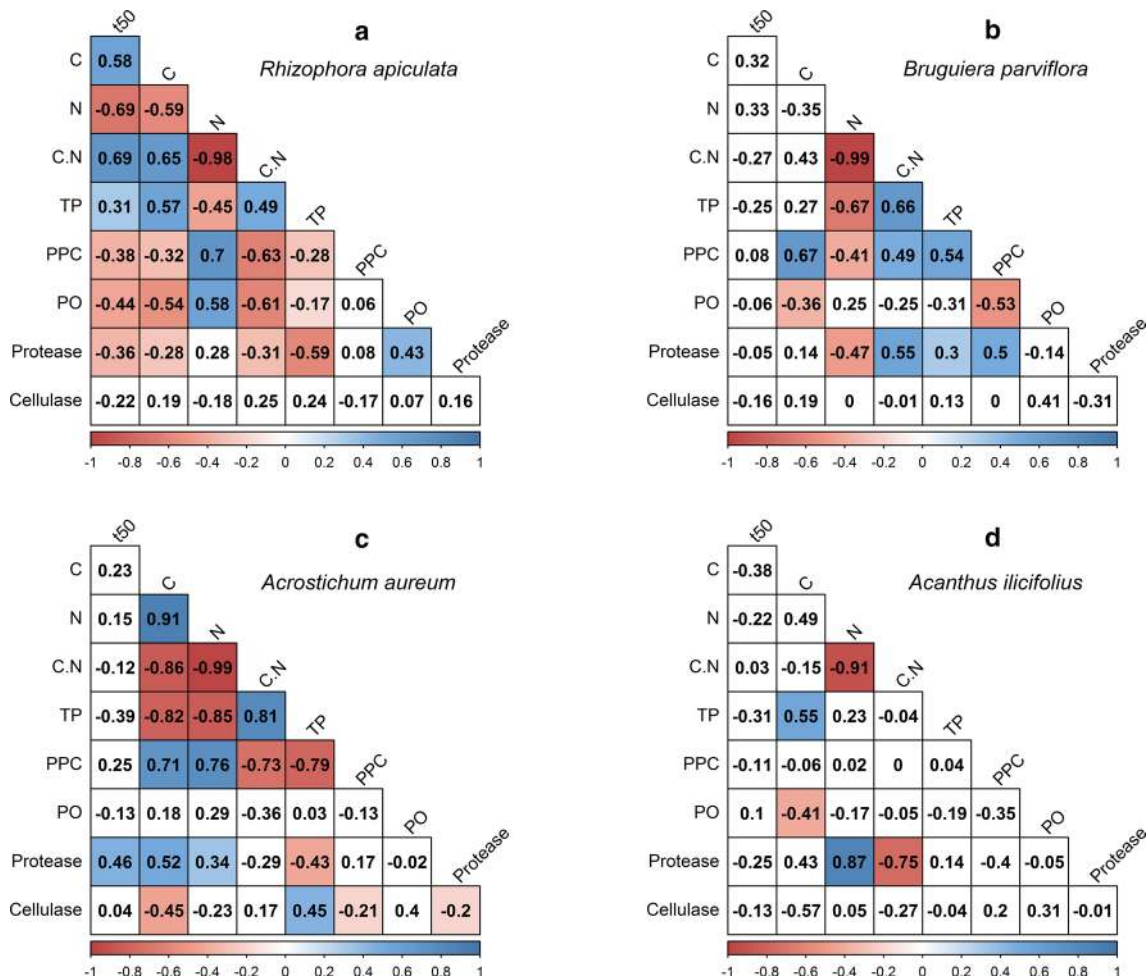 a
Rhizophora apiculata
t50
C 0.58 C
N -0.69 -0.59 N
C.N 0.69 0.65 -0.98 C.N
TP 0.31 0.57 -0.45 0.49 TP
PPC -0.38 -0.32 0.7 -0.63 -0.28 PPC
PO -0.44 -0.54 0.58 -0.61 -0.17 0.06 PO
Protease -0.36 -0.28 0.28 -0.31 -0.59 0.08 0.43 Protease
Cellulase -0.22 0.19 -0.18 0.25 0.24 -0.17 0.07 0.16
-1 -0.8 -0.6 -0.4 -0.2 0 0.2 0.4 0.6 0.8 1
b
Bruguiera parviflora
t50
C 0.32 C
N 0.33 -0.35 N
C.N -0.27 0.43 -0.99 C.N
TP -0.25 0.27 -0.67 0.66 TP
PPC 0.08 0.67 -0.41 0.49 0.54 PPC
PO -0.06 -0.36 0.25 -0.25 -0.31 -0.53 PO
Protease -0.05 0.14 -0.47 0.55 0.3 0.5 -0.14 Protease
Cellulase -0.16 0.19 0 -0.01 0.13 0 0.41 -0.31
-1 -0.8 -0.6 -0.4 -0.2 0 0.2 0.4 0.6 0.8 1
c
Acrostichum aureum
t50
C 0.23 C
N 0.15 0.91 N
C.N -0.12 -0.86 -0.99 C.N
TP -0.39 -0.82 -0.85 0.81 TP
PPC 0.25 0.71 0.76 -0.73 -0.79 PPC
PO -0.13 0.18 0.29 -0.36 0.03 -0.13 PO
Protease 0.46 0.52 0.34 -0.29 -0.43 0.17 -0.02 Protease
Cellulase 0.04 -0.45 -0.23 0.17 0.45 -0.21 0.4 -0.2
-1 -0.8 -0.6 -0.4 -0.2 0 0.2 0.4 0.6 0.8 1
d
Acanthus ilicifolius
t50
C -0.38 C
N -0.22 0.49 N
C.N 0.03 -0.15 -0.91 C.N
TP -0.31 0.55 0.23 -0.04 TP
PPC -0.11 -0.06 0.02 0 0.04 PPC
PO 0.1 -0.41 -0.17 -0.05 -0.19 -0.35 PO
Protease -0.25 0.43 0.87 -0.75 0.14 -0.4 -0.05 Protease
Cellulase -0.13 -0.57 0.05 -0.27 -0.04 0.2 0.31 -0.01
-1 -0.8 -0.6 -0.4 -0.2 0 0.2 0.4 0.6 0.8 1